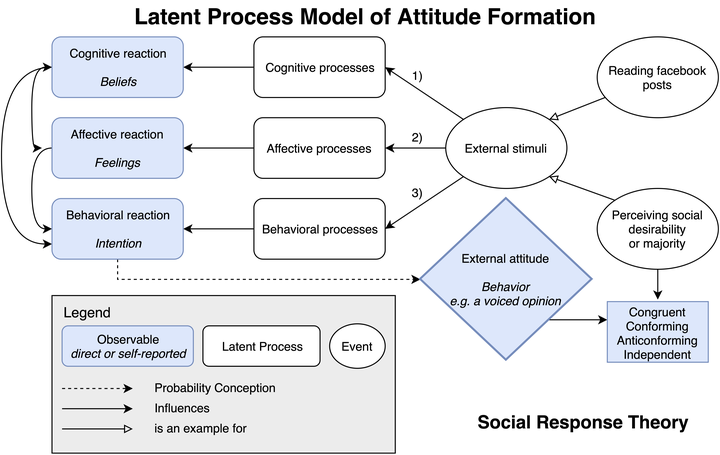 Latent Process Model of Attitude Formation
Cognitive reaction
Beliefs
Cognitive processes
1)
Reading facebook
posts
Affective reaction
Feelings
Affective processes
2)
External stimuli
Behavioral reaction
Intention
Behavioral processes
3)
Perceiving social
desirability
or majority
External attitude
Behavior
e.g. a voiced opinion
Congruent
Conforming
Anticonforming
Independent
Legend
Observable
direct or self-reported
Latent Process
Event
Probability Conception
Influences
is an example for
Social Response Theory